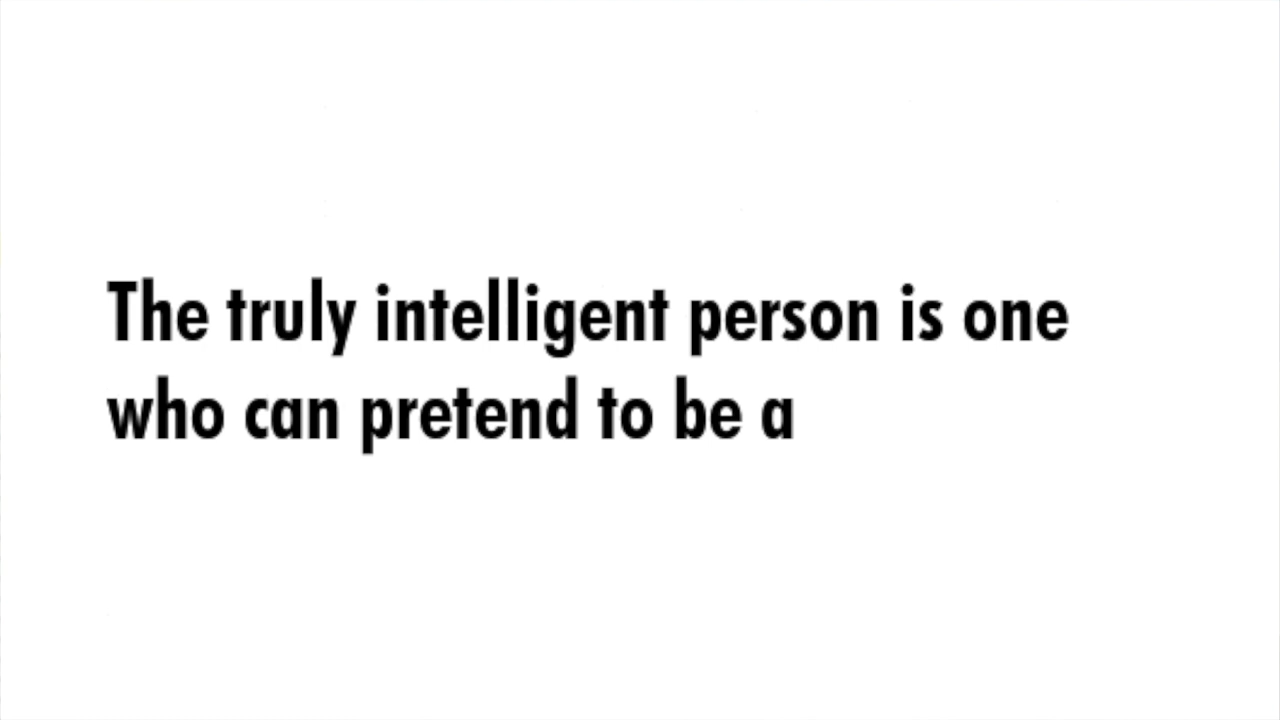 The truly intelligent person is one
who can pretend to be a